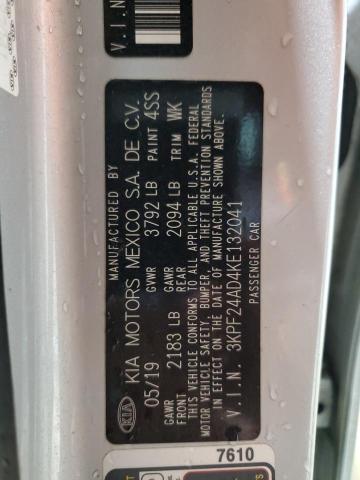 V.I.N.
MANUFACTURED BY
KIA KIA MOTORS MEXICO S.A. DE C.V.
05/19 GVWR 3792 LB PAINT 4SS
GAWR FRONT 2183 LB GAWR REAR 2094 LB TRIM WK
THIS VEHICLE CONFORMS TO ALL APPLICABLE U.S.A. FEDERAL
MOTOR VEHICLE SAFETY, BUMPER, AND THEFT PREVENTION STANDARDS
IN EFFECT ON THE DATE OF MANUFACTURE SHOWN ABOVE.
V.I.N. 3KPF24AD4KE132041
PASSENGER CAR
7610